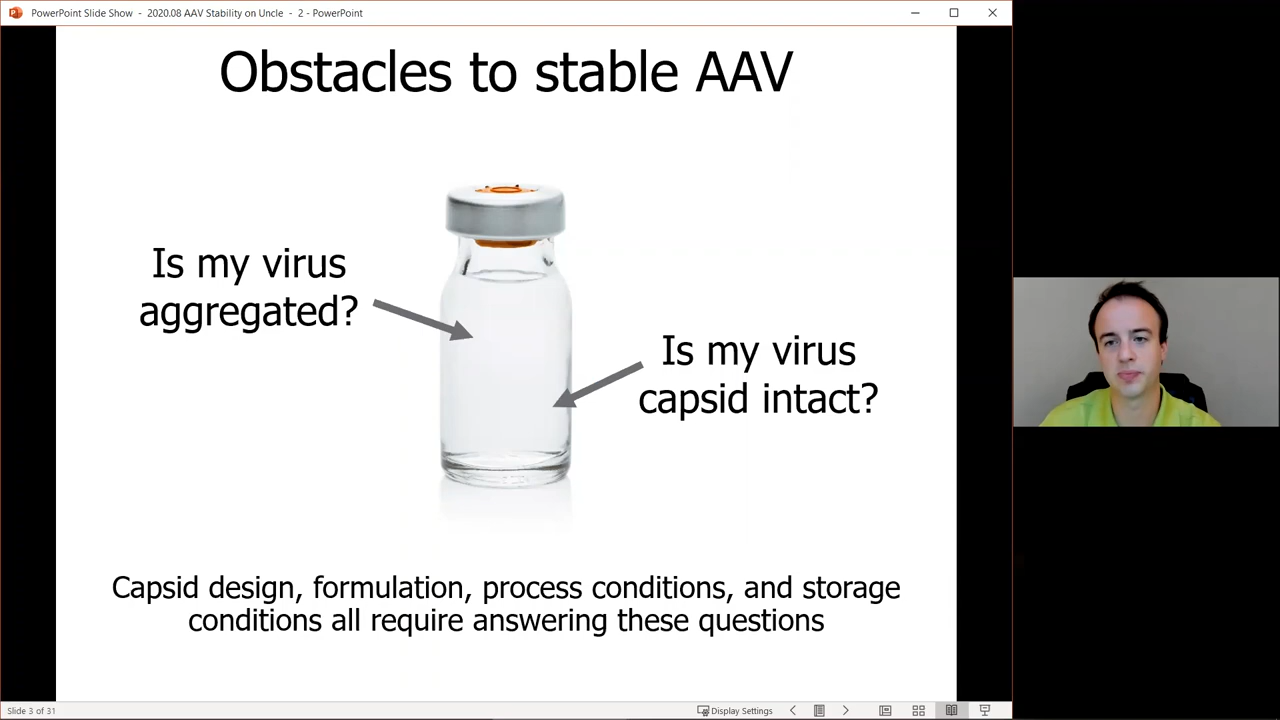 PowerPoint Slide Show - 2020.08 AAV Stability on Uncle - 2 - PowerPoint
Obstacles to stable AAV
Is my virus
aggregated?
Is my virus
capsid intact?
Capsid design, formulation, process conditions, and storage
conditions all require answering these questions
Slide 3 of 31
Display Settings